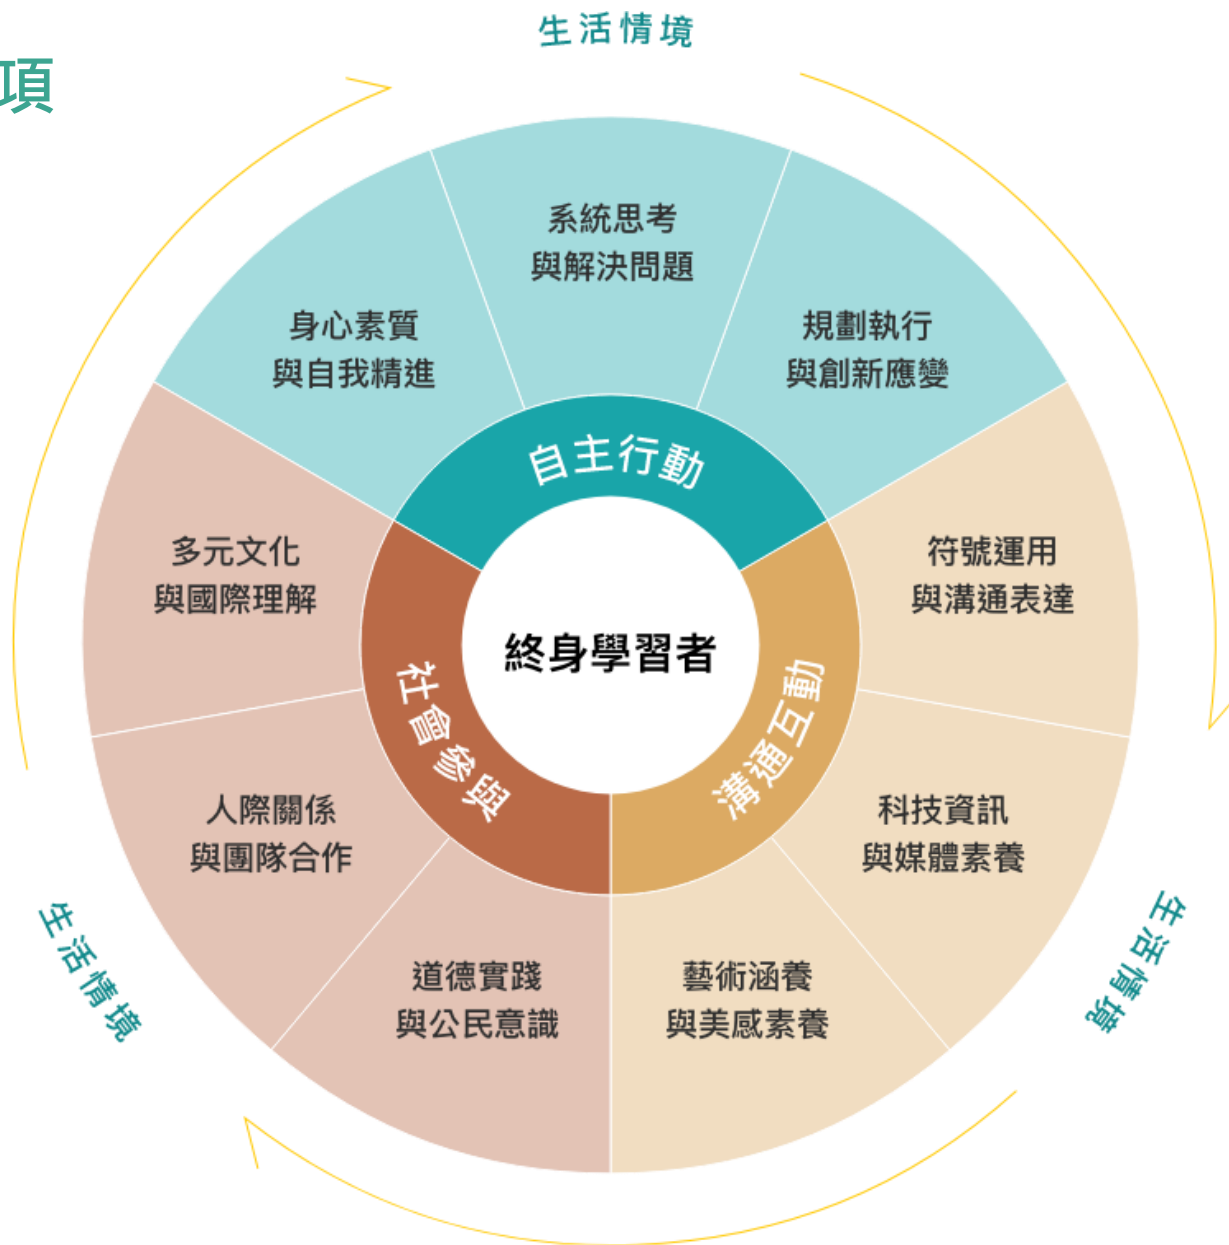 生活情境
項
系統思考
與解決問題
身心素質
與自我精進
規劃執行
與創新應變
自主行動
多元文化
與國際理解
符號運用
與溝通表達
終身學習者
社會參與
溝通互動
人際關係
與團隊合作
科技資訊
與媒體素養
道德實踐
與公民意識
藝術涵養
與美感素養
生活情境
生活情境